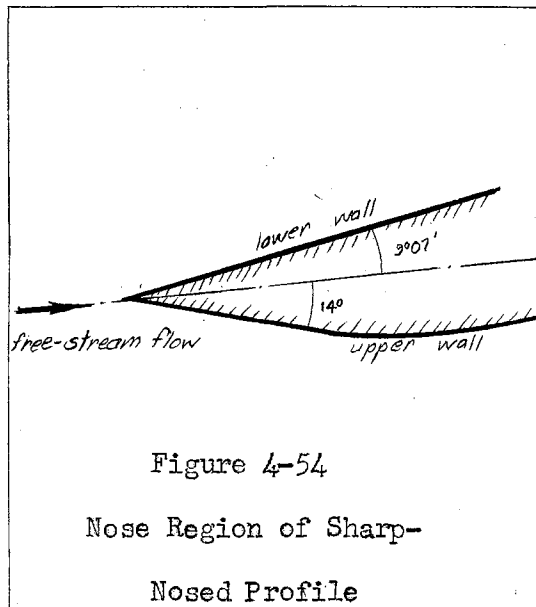 lower wall
9°07'
14°
free-stream flow
upper wall
Figure 4-54
Nose Region of Sharp-
Nosed Profile